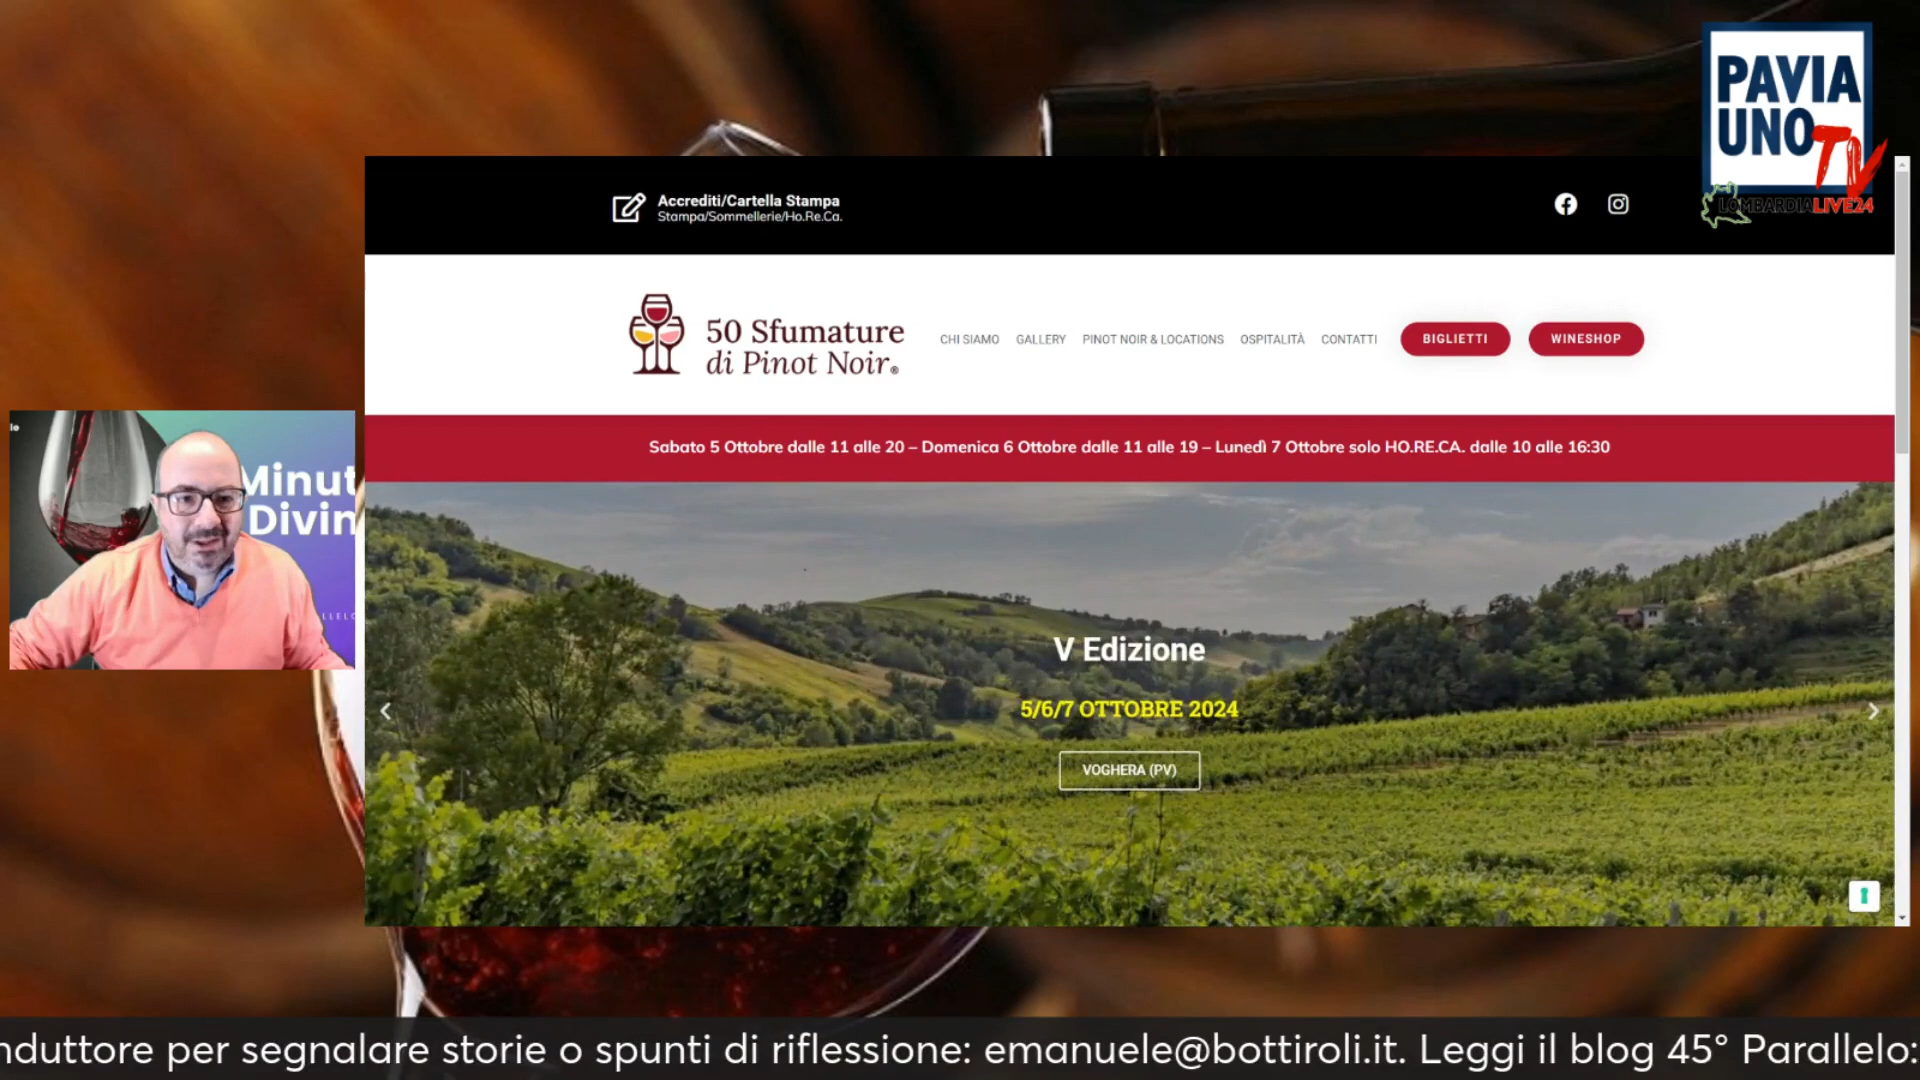 PAVIA
UNO
TV
LOMBARDIALIVE24
Accrediti/Cartella Stampa
Stampa/Sommellerie/Ho.Re.Ca.
50 Sfumature
di Pinot Noir®
CHI SIAMO GALLERY PINOT NOIR & LOCATIONS OSPITALITÀ CONTATTI BIGLIETTI WINESHOP
Sabato 5 Ottobre dalle 11 alle 20 – Domenica 6 Ottobre dalle 11 alle 19 – Lunedì 7 Ottobre solo HO.RE.CA. dalle 10 alle 16:30
Minut
Divin
V Edizione
5/6/7 OTTOBRE 2024
VOGHERA (PV)
nduttore per segnalare storie o spunti di riflessione: emanuele@bottiroli.it. Leggi il blog 45° Parallelo: